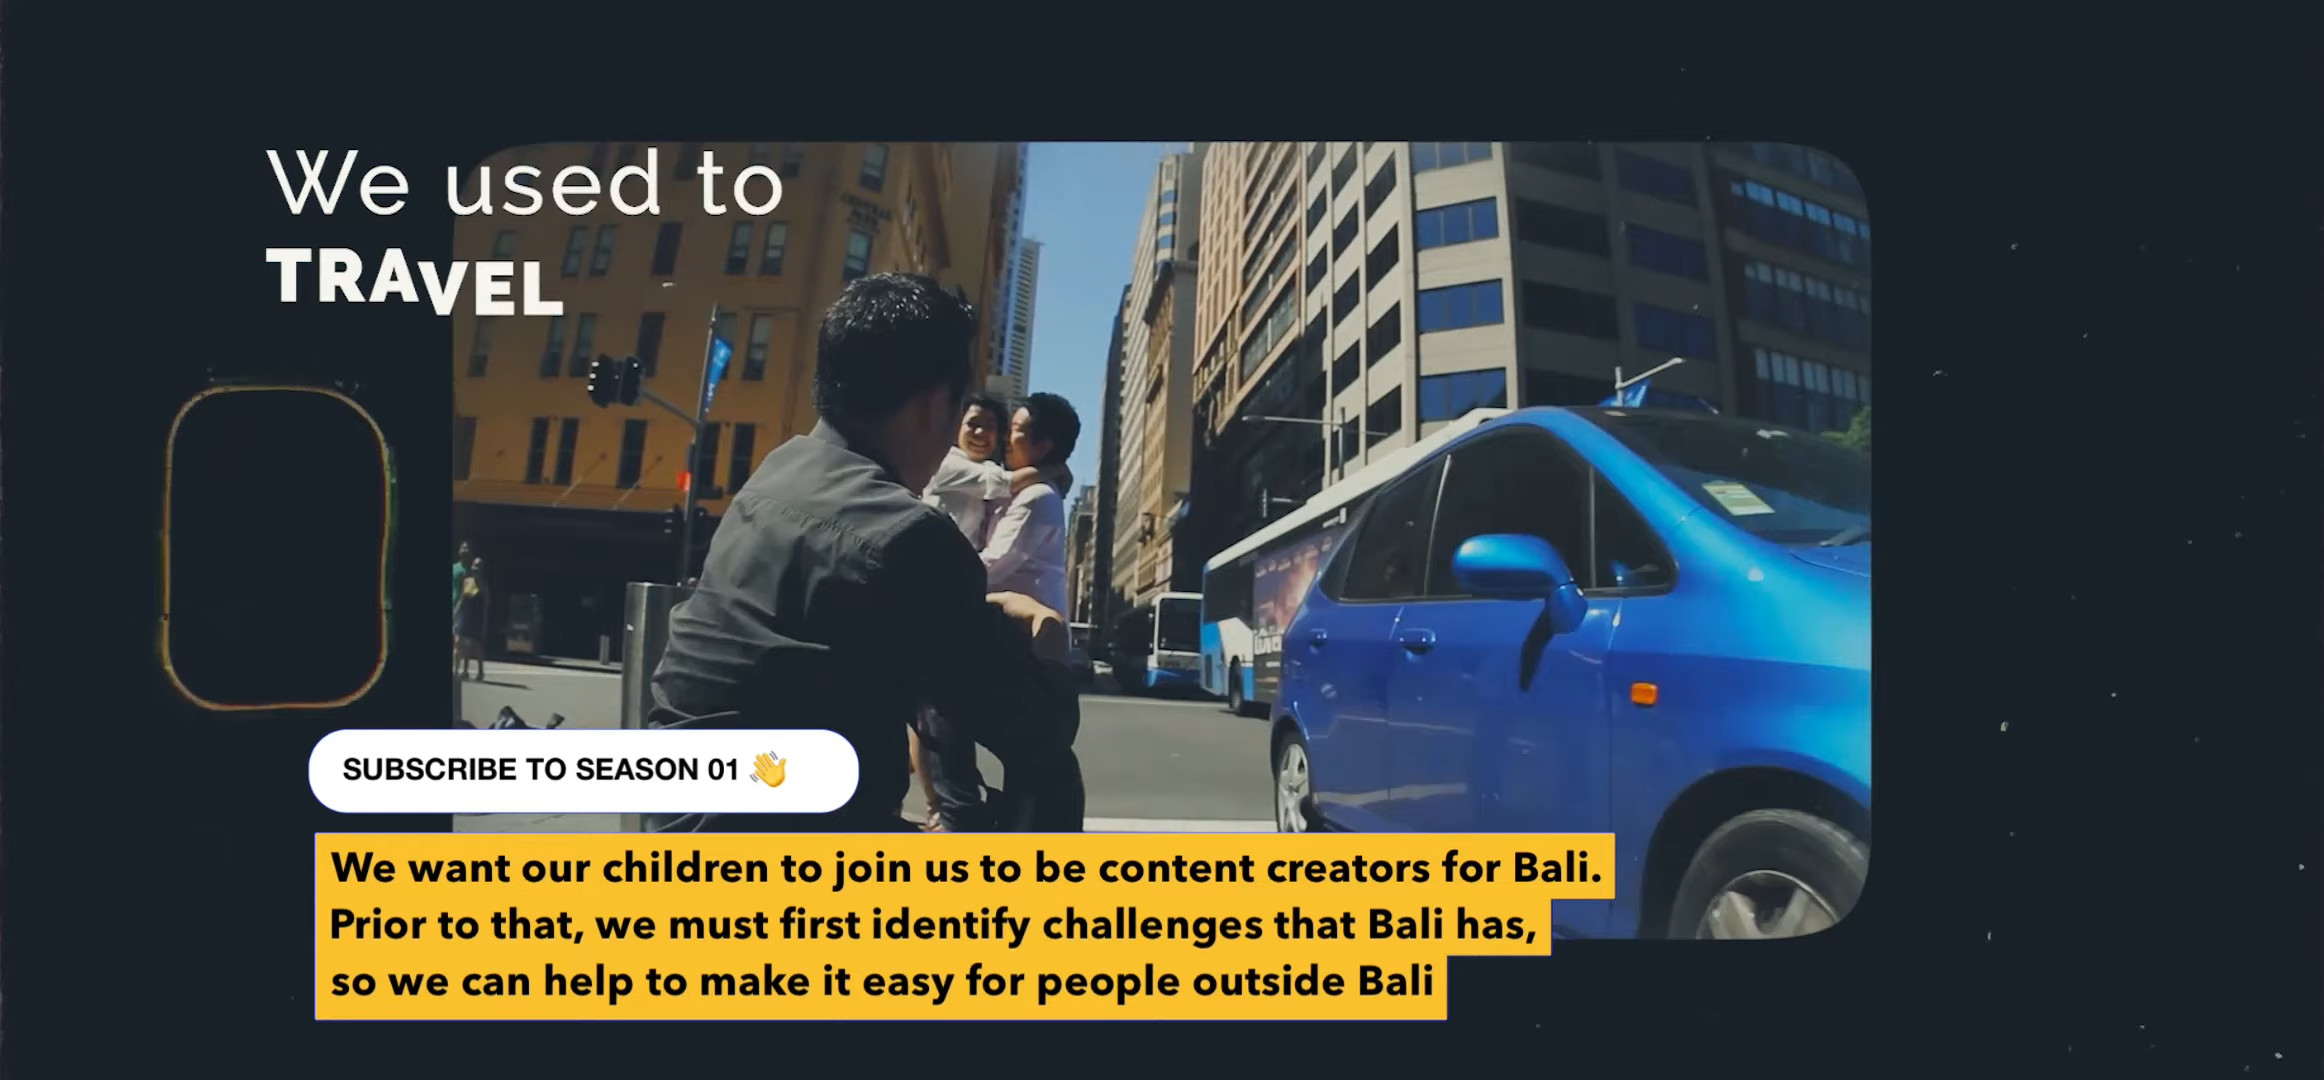 We used to
TRAVEL
SUBSCRIBE TO SEASON 01 👋
We want our children to join us to be content creators for Bali.
Prior to that, we must first identify challenges that Bali has,
so we can help to make it easy for people outside Bali